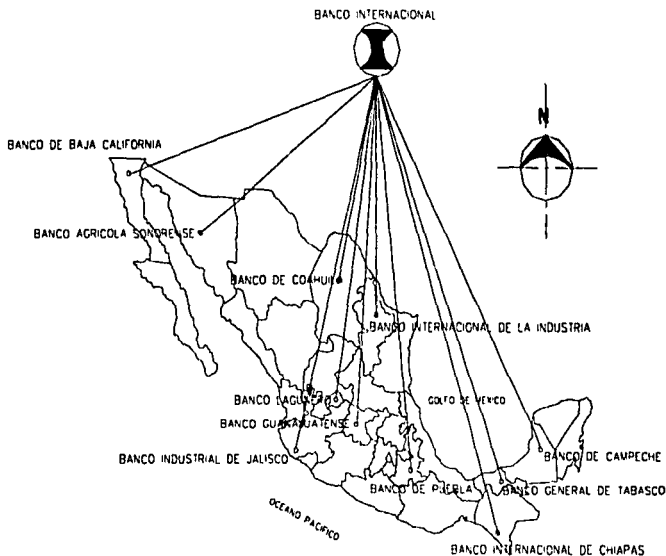 BANCO INTERNACIONAL
N
BANCO DE BAJA CALIFORNIA
BANCO AGRICOLA SONORENSE
BANCO DE COAHUILA
BANCO INTERNACIONAL DE LA INDUSTRIA
BANCO LAGUNERO
GOLFO DE MEXICO
BANCO GUANAJUATENSE
BANCO INDUSTRIAL DE JALISCO
BANCO DE CAMPECHE
BANCO DE PUEBLA
BANCO GENERAL DE TABASCO
OCEANO PACIFICO
BANCO INTERNACIONAL DE CHIAPAS